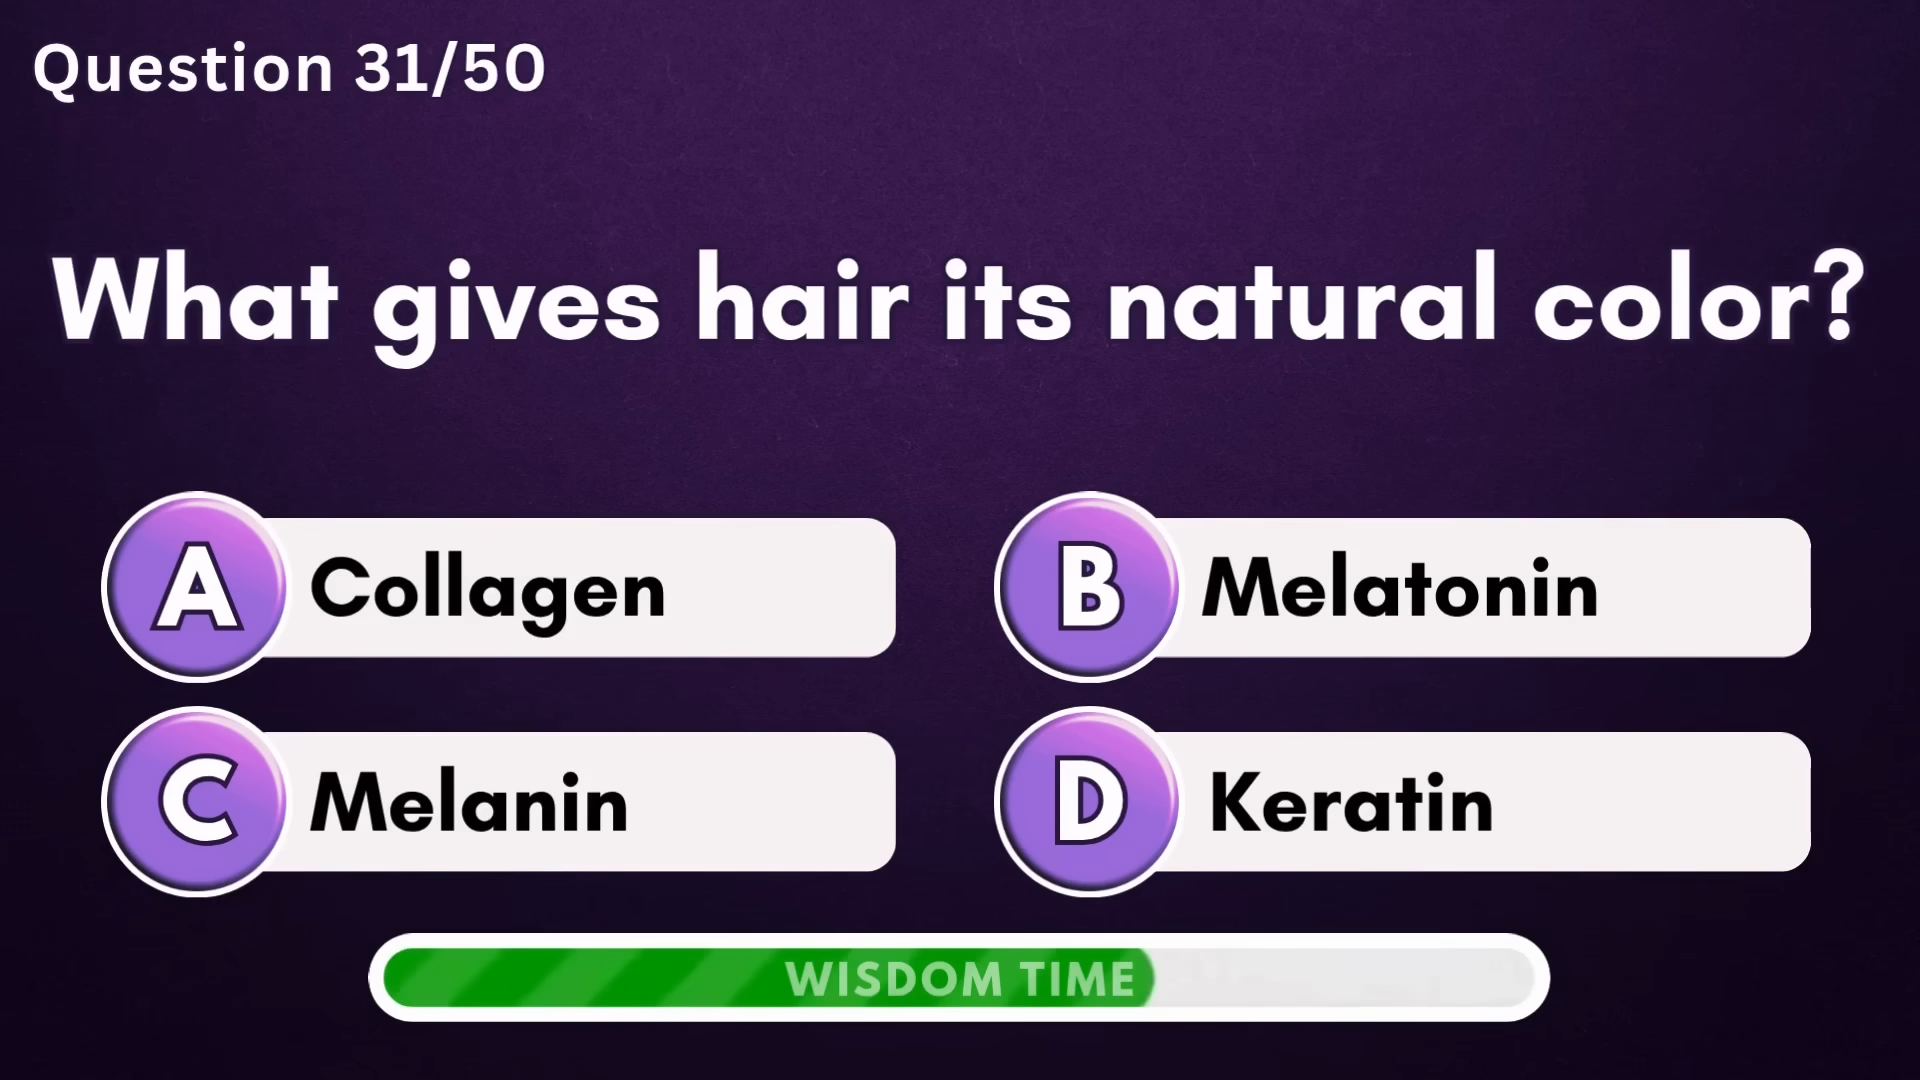 Question 31/50
What gives hair its natural color?
A Collagen
B Melatonin
C Melanin
D Keratin
WISDOM TIME